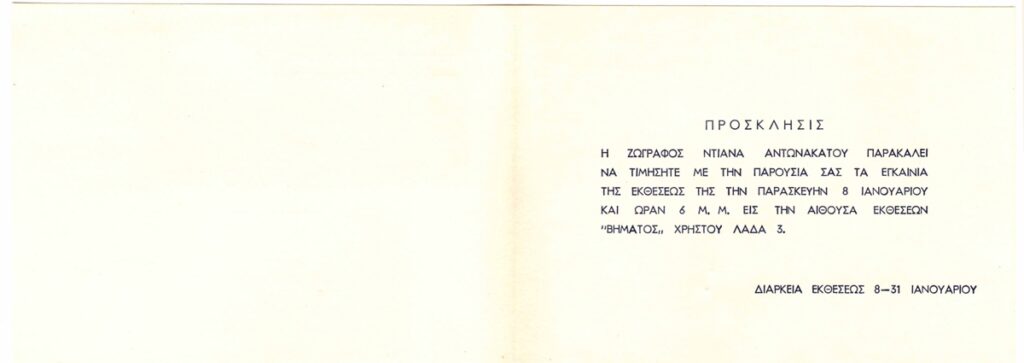 ΠΡΟΣΚΛΗΣΙΣ
Η ΖΩΓΡΑΦΟΣ ΝΤΙΑΝΑ ΑΝΤΩΝΑΚΑΤΟΥ ΠΑΡΑΚΑΛΕΙ
ΝΑ ΤΙΜΗΣΗΤΕ ΜΕ ΤΗΝ ΠΑΡΟΥΣΙΑ ΣΑΣ ΤΑ ΕΓΚΑΙΝΙΑ
ΤΗΣ ΕΚΘΕΣΕΩΣ ΤΗΣ ΤΗΝ ΠΑΡΑΣΚΕΥΗΝ 8 ΙΑΝΟΥΑΡΙΟΥ
ΚΑΙ ΩΡΑΝ 6 Μ. Μ. ΕΙΣ ΤΗΝ ΑΙΘΟΥΣΑ ΕΚΘΕΣΕΩΝ
"ΒΗΜΑΤΟΣ„ ΧΡΗΣΤΟΥ ΛΑΔΑ 3.
ΔΙΑΡΚΕΙΑ ΕΚΘΕΣΕΩΣ 8—31 ΙΑΝΟΥΑΡΙΟΥ